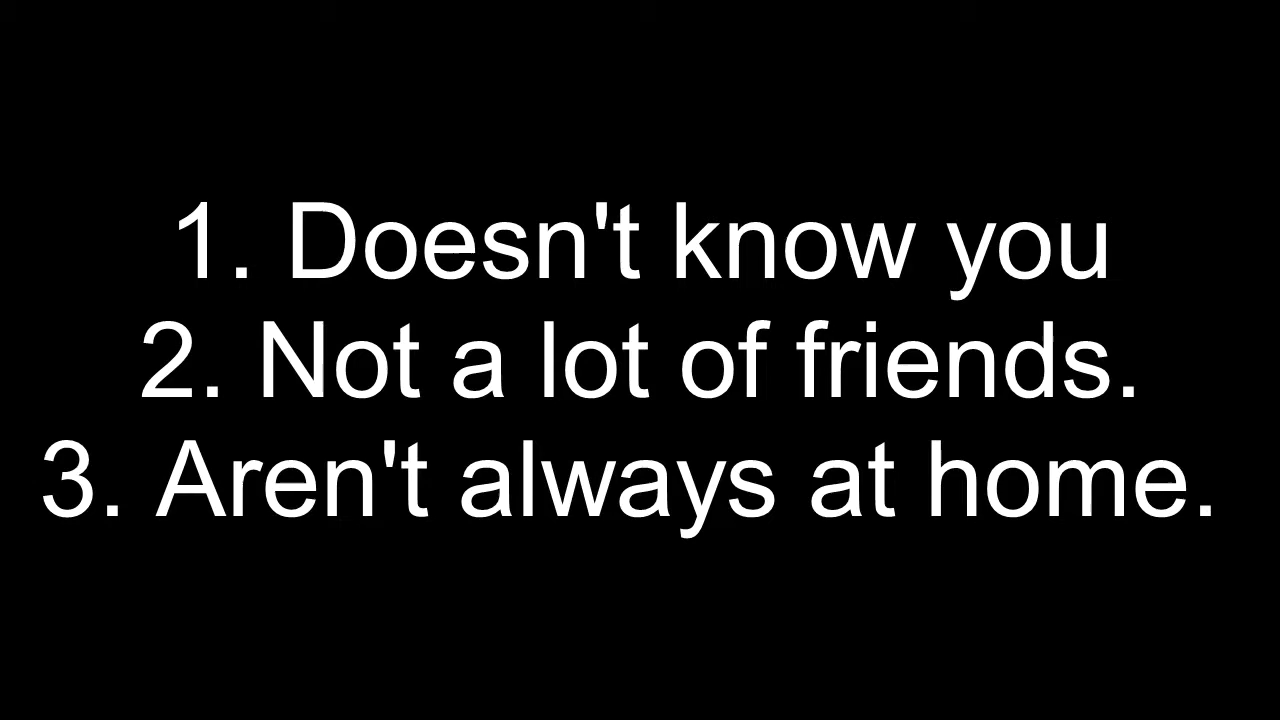 1. Doesn't know you
2. Not a lot of friends.
3. Aren't always at home.